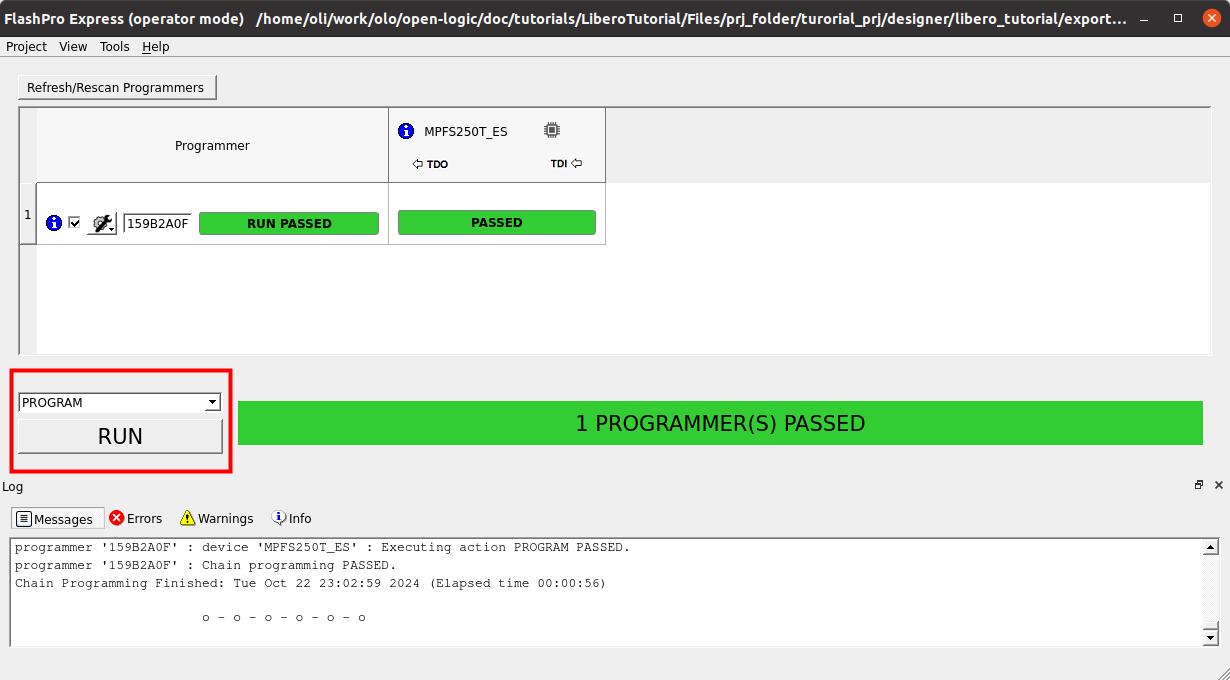 FlashPro Express (operator mode) /home/oli/work/olo/open-logic/doc/tutorials/LiberoTutorial/Files/prj_folder/turorial_prj/designer/libero_tutorial/export...
Project View Tools Help
Refresh/Rescan Programmers
Programmer
MPFS250T_ES
TDO TDI
1 159B2A0F RUN PASSED PASSED
PROGRAM
RUN
1 PROGRAMMER(S) PASSED
Log
Messages Errors Warnings Info
programmer '159B2A0F' : device 'MPFS250T_ES' : Executing action PROGRAM PASSED.
programmer '159B2A0F' : Chain programming PASSED.
Chain Programming Finished: Tue Oct 22 23:02:59 2024 (Elapsed time 00:00:56)
o - o - o - o - o - o